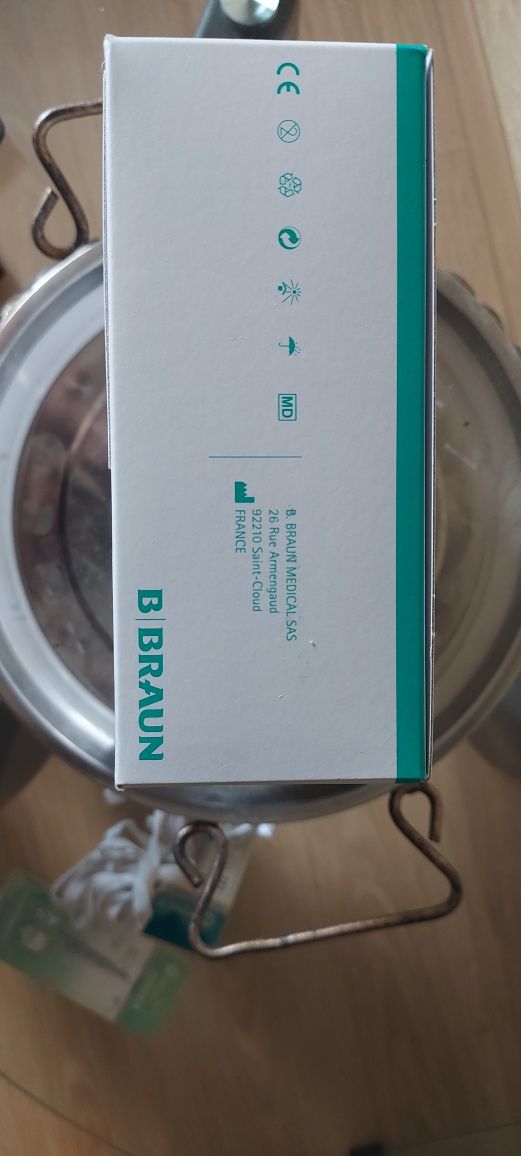 CE
MD
B. BRAUN MEDICAL SAS
26 Rue Armengaud
92210 Saint-Cloud
FRANCE
B|BRAUN